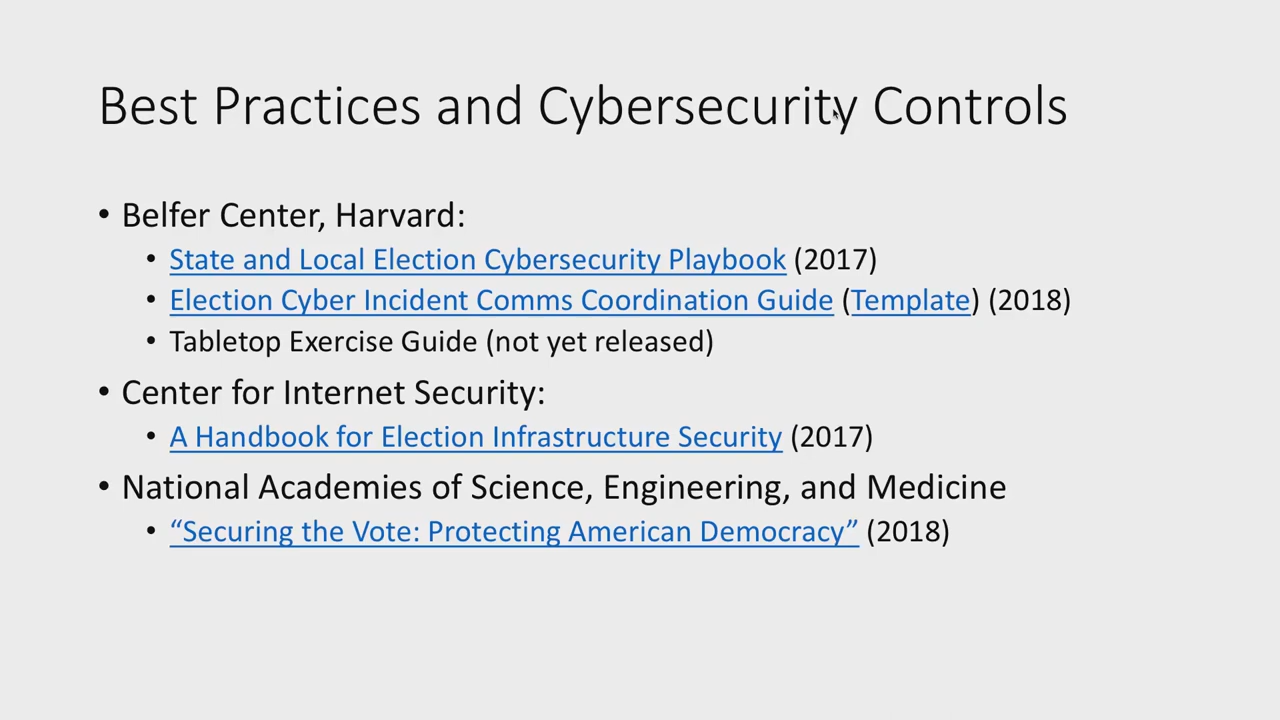 Best Practices and Cybersecurity Controls
• Belfer Center, Harvard:
• State and Local Election Cybersecurity Playbook (2017)
• Election Cyber Incident Comms Coordination Guide (Template) (2018)
• Tabletop Exercise Guide (not yet released)
• Center for Internet Security:
• A Handbook for Election Infrastructure Security (2017)
• National Academies of Science, Engineering, and Medicine
• “Securing the Vote: Protecting American Democracy” (2018)